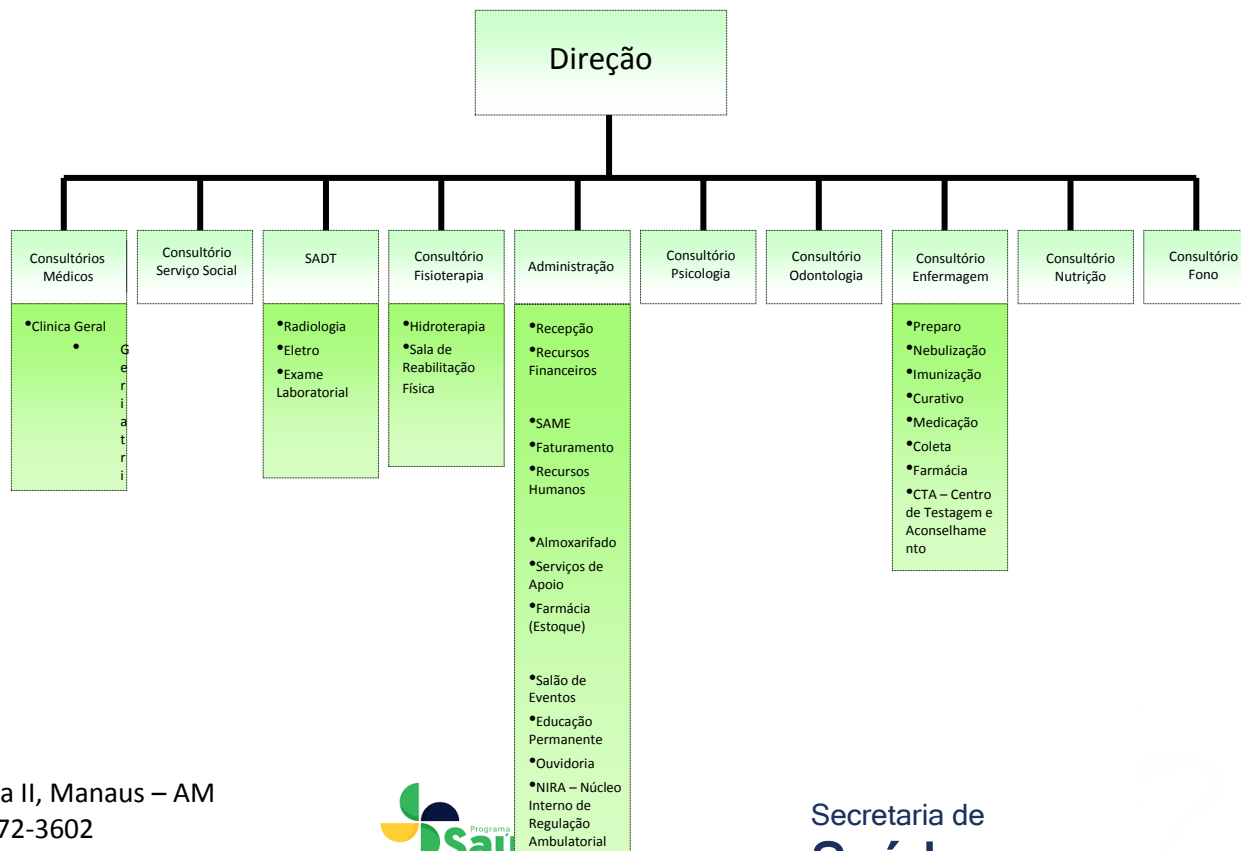 Direção
Consultórios
Médicos
Consultório
Serviço Social
SADT
Consultório
Fisioterapia
Administração
Consultório
Psicologia
Consultório
Odontologia
Consultório
Enfermagem
Consultório
Nutrição
Consultório
Fono
•Clinica Geral
• G
e
r
i
a
t
r
i
•Radiologia
•Eletro
•Exame
Laboratorial
•Hidroterapia
•Sala de
Reabilitação
Física
•Recepção
•Recursos
Financeiros
•SAME
•Faturamento
•Recursos
Humanos
•Almoxarifado
•Serviços de
Apoio
•Farmácia
(Estoque)
•Salão de
Eventos
•Educação
Permanente
•Ouvidoria
•NIRA – Núcleo
Interno de
Regulação
Ambulatorial
•Preparo
•Nebulização
•Imunização
•Curativo
•Medicação
•Coleta
•Farmácia
•CTA – Centro
de Testagem e
Aconselhame
nto
a II, Manaus – AM
72-3602
Programa
Secretaria de
Saúde